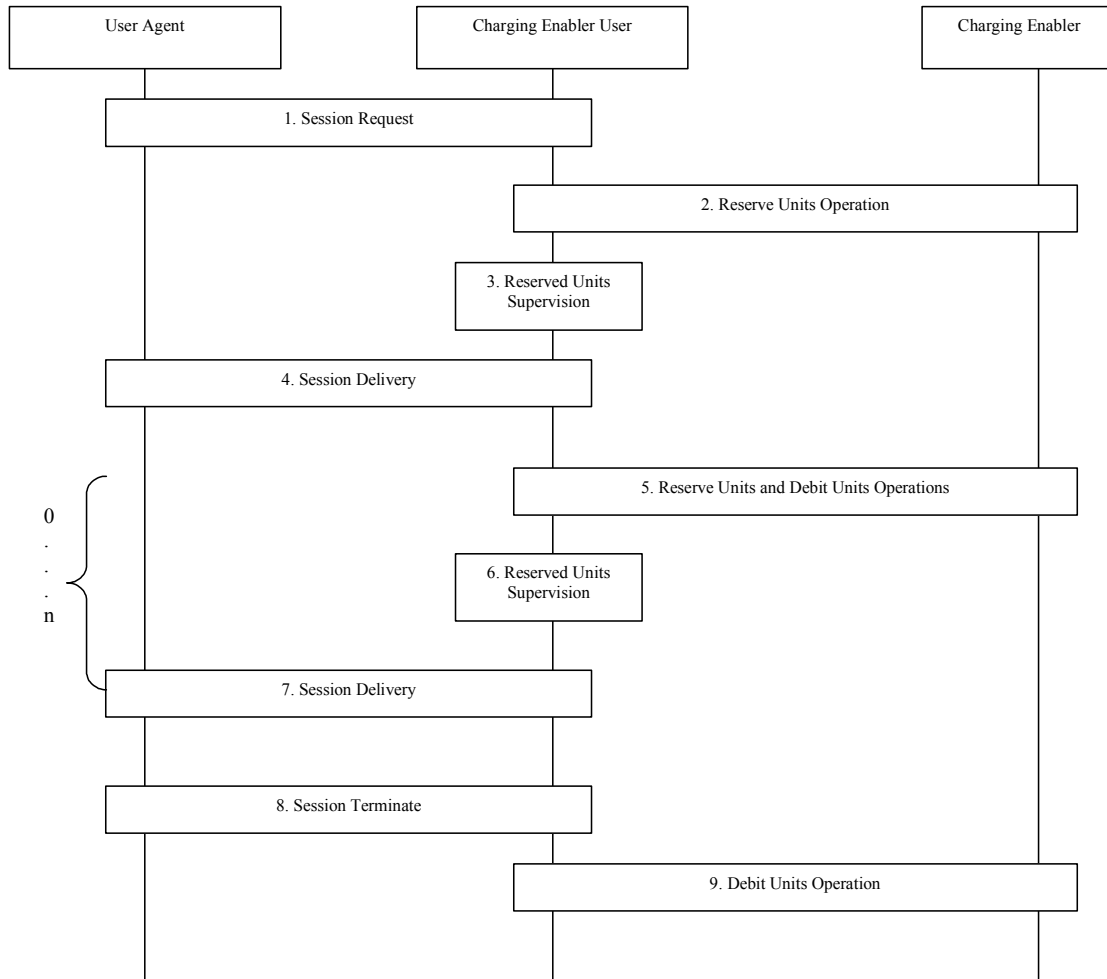 User Agent
Charging Enabler User
Charging Enabler
1. Session Request
2. Reserve Units Operation
3. Reserved Units
Supervision
4. Session Delivery
5. Reserve Units and Debit Units Operations
0
.
.
.
n
6. Reserved Units
Supervision
7. Session Delivery
8. Session Terminate
9. Debit Units Operation